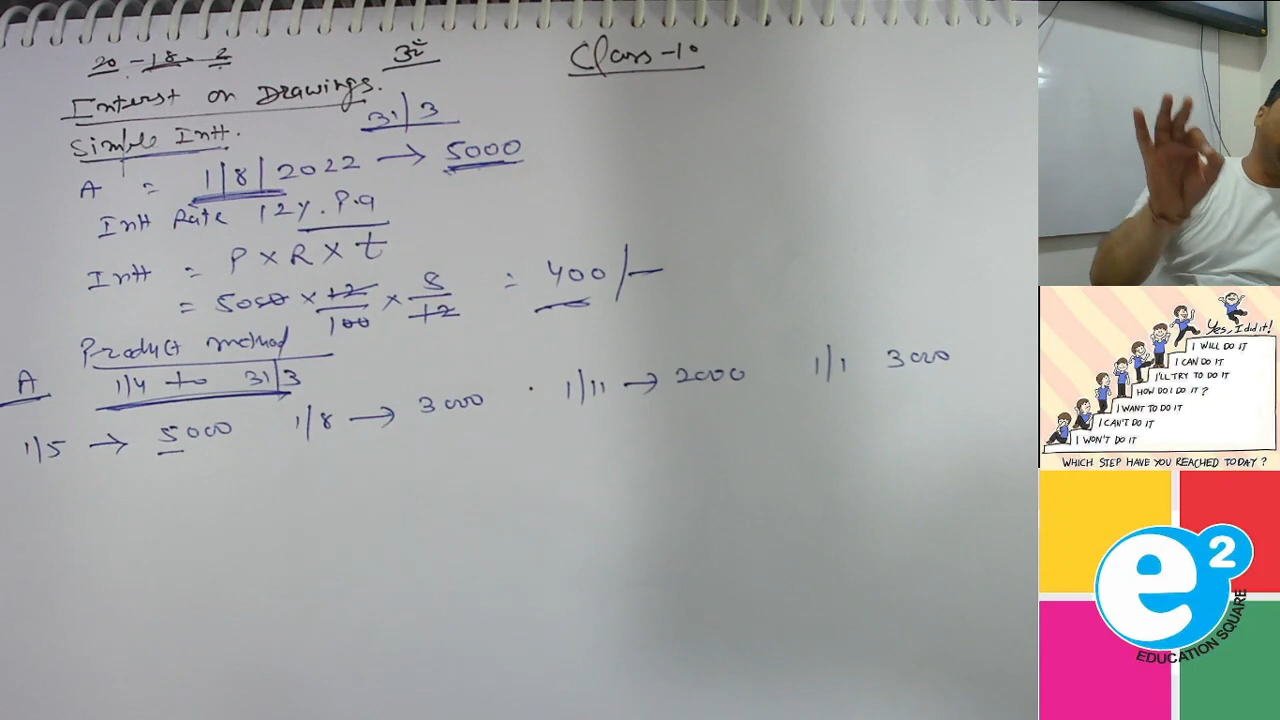 20 - 18. 2
32
Class-10
Interst on Drawings.
31/3
Simple Intt.
A = 1/8/2022 → 5000
Intt Rate 12%. P.a
Intt = P × R × t
= 5000 × 12/100 × 8/12 = 400/-
Product method
A 1/4 to 31/3
1/5 → 5000 1/8 → 3000 . 1/11 → 2000 1/1 3000
Yes, I did it!
I WILL DO IT
I CAN DO IT
I'LL TRY TO DO IT
HOW DO I DO IT?
I WANT TO DO IT
I CAN'T DO IT
I WON'T DO IT
WHICH STEP HAVE YOU REACHED TODAY?
e2
EDUCATION SQUARE